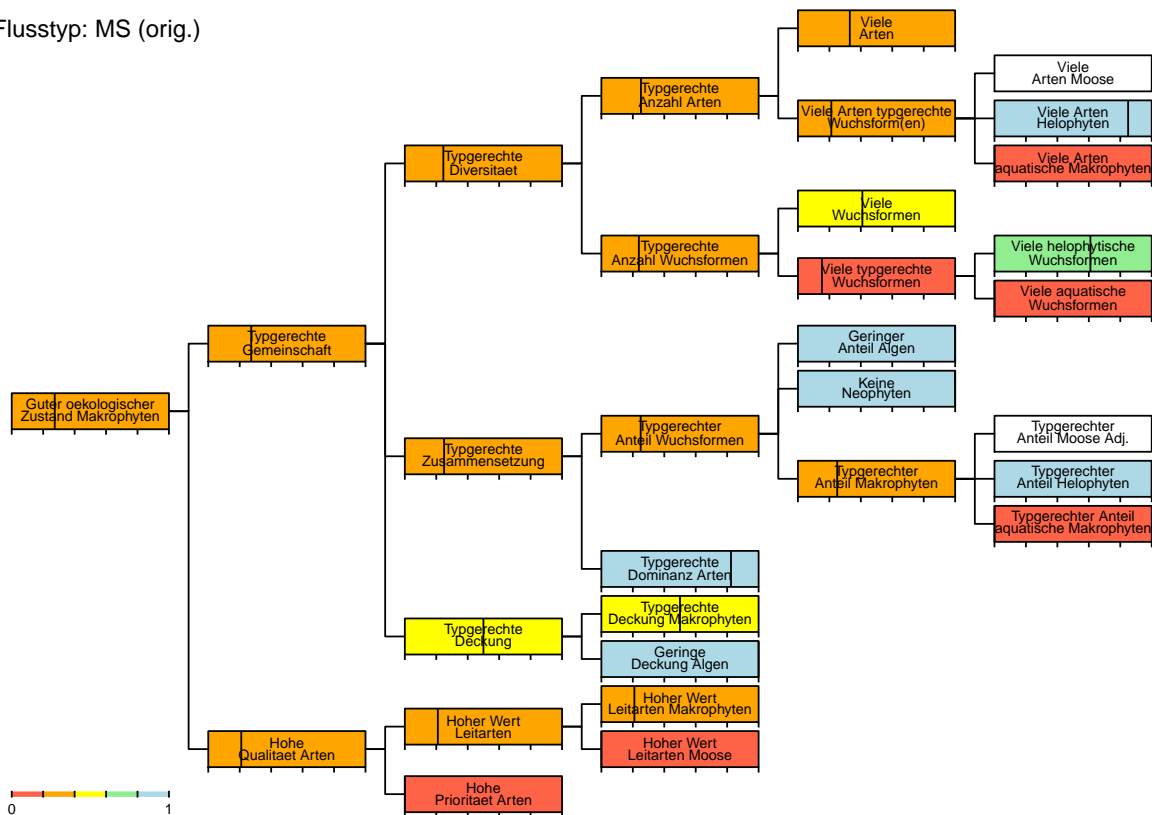 Flusstyp: MS (orig.)
Viele
Arten
Typgerechte
Anzahl Arten
Viele Arten typgerechte
Wuchsform(en)
Viele
Arten Moose
Viele Arten
Helophyten
Viele Arten
aquatische Makrophyten
Typgerechte
Diversitaet
Typgerechte
Anzahl Wuchsformen
Viele
Wuchsformen
Viele typgerechte
Wuchsformen
Viele helophytische
Wuchsformen
Viele aquatische
Wuchsformen
Typgerechte
Gemeinschaft
Guter oekologischer
Zustand Makrophyten
Typgerechte
Zusammensetzung
Typgerechter
Anteil Wuchsformen
Geringer
Anteil Algen
Keine
Neophyten
Typgerechter
Anteil Makrophyten
Typgerechter
Anteil Moose Adj.
Typgerechter
Anteil Helophyten
Typgerechter Anteil
aquatische Makrophyten
Typgerechte
Dominanz Arten
Typgerechte
Deckung
Typgerechte
Deckung Makrophyten
Geringe
Deckung Algen
Hohe
Qualitaet Arten
Hoher Wert
Leitarten
Hoher Wert
Leitarten Makrophyten
Hoher Wert
Leitarten Moose
Hohe
Prioritaet Arten
0 1